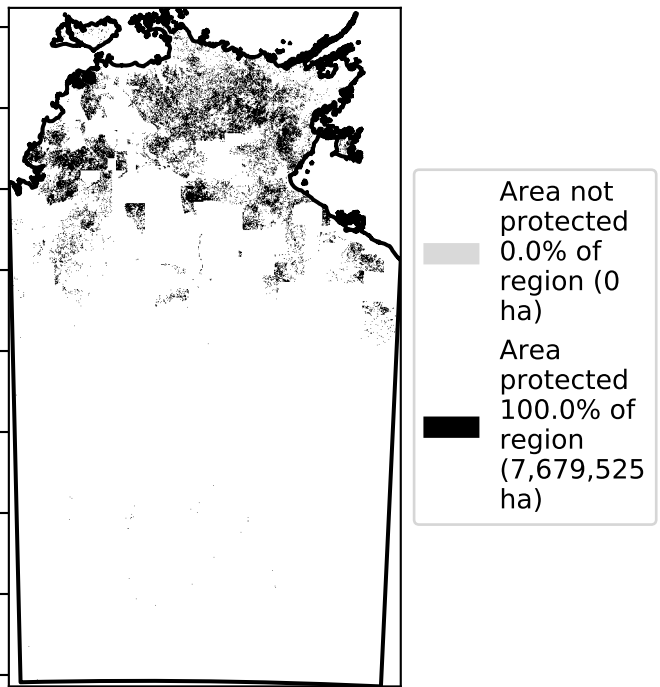 Area not
protected
0.0% of
region (0
ha)
Area
protected
100.0% of
region
(7,679,525
ha)